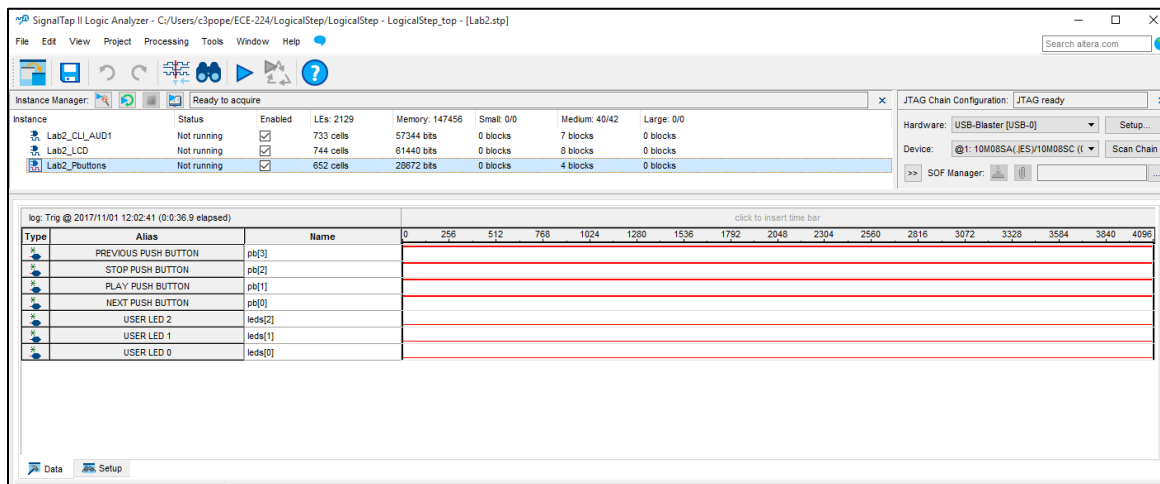 SignalTap II Logic Analyzer - C:/Users/c3pope/ECE-224/LogicalStep/LogicalStep - LogicalStep_top - [Lab2.stp]
File Edit View Project Processing Tools Window Help
Search altera.com
Instance Manager: Ready to acquire
JTAG Chain Configuration: JTAG ready
Instance Status Enabled LEs: 2129 Memory: 147456 Small: 0/0 Medium: 40/42 Large: 0/0
Lab2_CLI_AUD1 Not running 733 cells 57344 bits 0 blocks 7 blocks 0 blocks
Lab2_LCD Not running 744 cells 61440 bits 0 blocks 8 blocks 0 blocks
Lab2_Pbuttons Not running 652 cells 28672 bits 0 blocks 4 blocks 0 blocks
Hardware: USB-Blaster [USB-0] Setup...
Device: @1: 10M08SA(.|ES)/10M08SC (( Scan Chain
>> SOF Manager: ...
log: Trig @ 2017/11/01 12:02:41 (0:0:36.9 elapsed) click to insert time bar
Type Alias Name 0 256 512 768 1024 1280 1536 1792 2048 2304 2560 2816 3072 3328 3584 3840 4096
PREVIOUS PUSH BUTTON pb[3]
STOP PUSH BUTTON pb[2]
PLAY PUSH BUTTON pb[1]
NEXT PUSH BUTTON pb[0]
USER LED 2 leds[2]
USER LED 1 leds[1]
USER LED 0 leds[0]
Data Setup